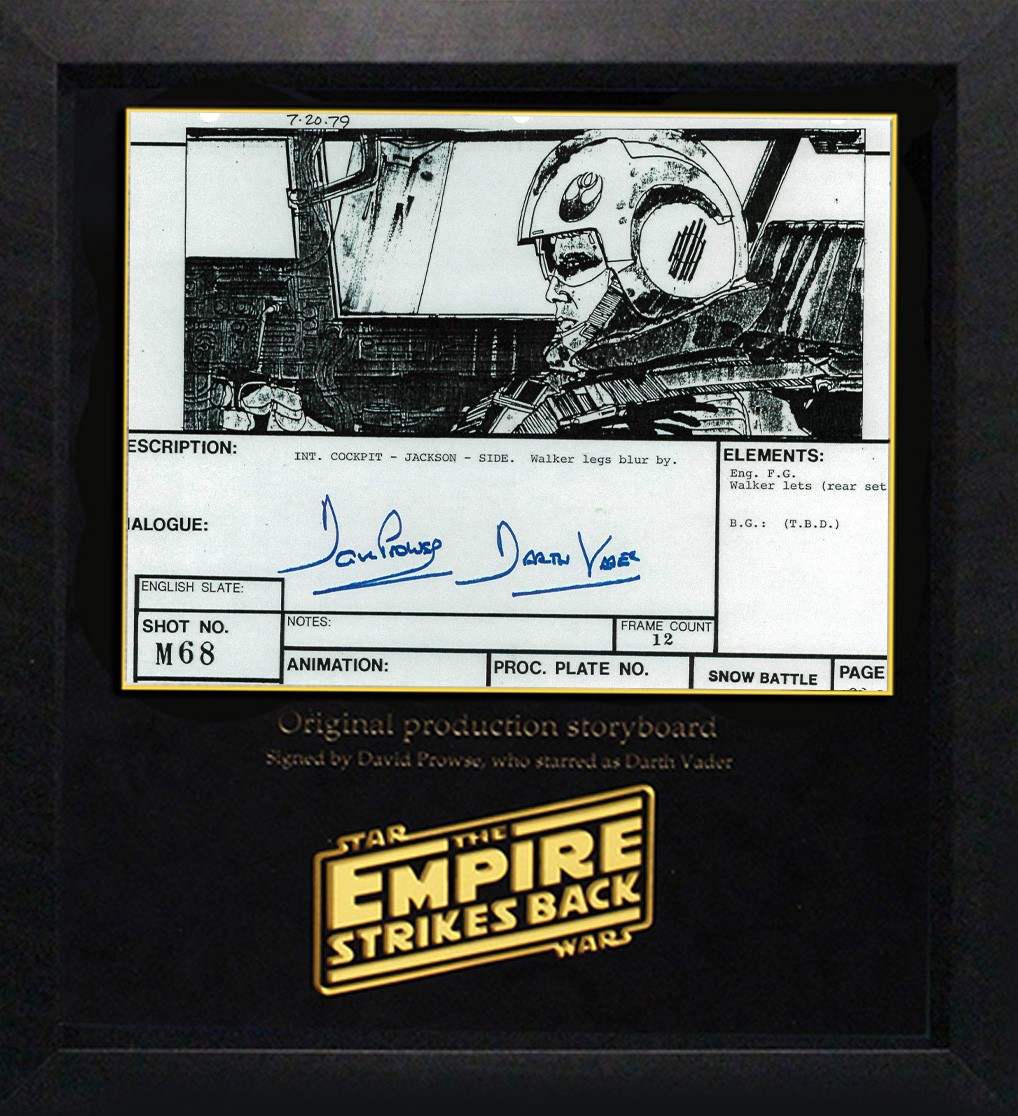 7·20·79
ESCRIPTION:
INT. COCKPIT - JACKSON - SIDE. Walker legs blur by.
ELEMENTS:
Eng. F.G.
Walker lets (rear set
B.G.: (T.B.D.)
IALOGUE:
Dave Prowse DARTH VADER
ENGLISH SLATE:
SHOT NO.
M68
NOTES:
FRAME COUNT
12
ANIMATION:
PROC. PLATE NO.
SNOW BATTLE
PAGE
Original production storyboard
Signed by David Prowse, who starred as Darth Vader
STAR
THE
EMPIRE
STRIKES BACK
WARS